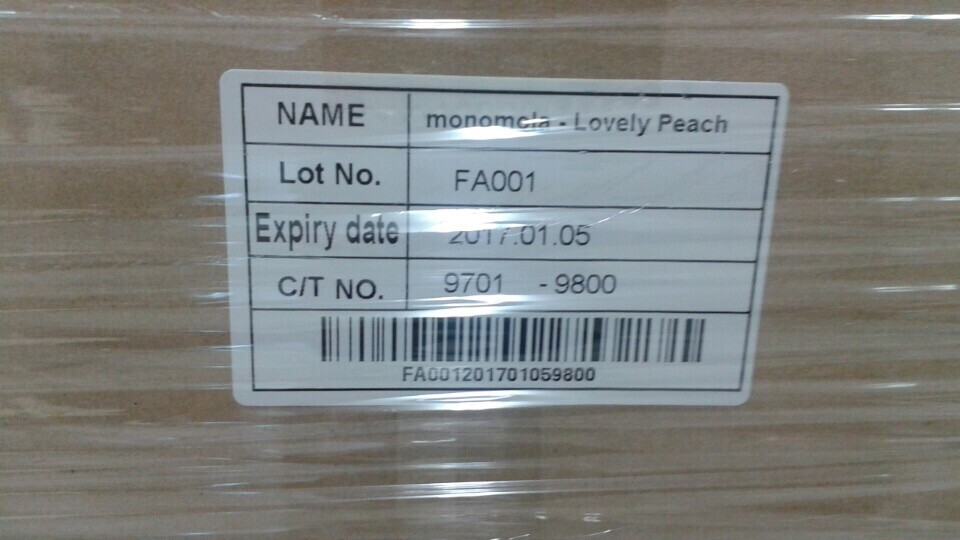 NAME monomola - Lovely Peach
Lot No. FA001
Expiry date 2017.01.05
C/T NO. 9701 - 9800
FA001201701059800